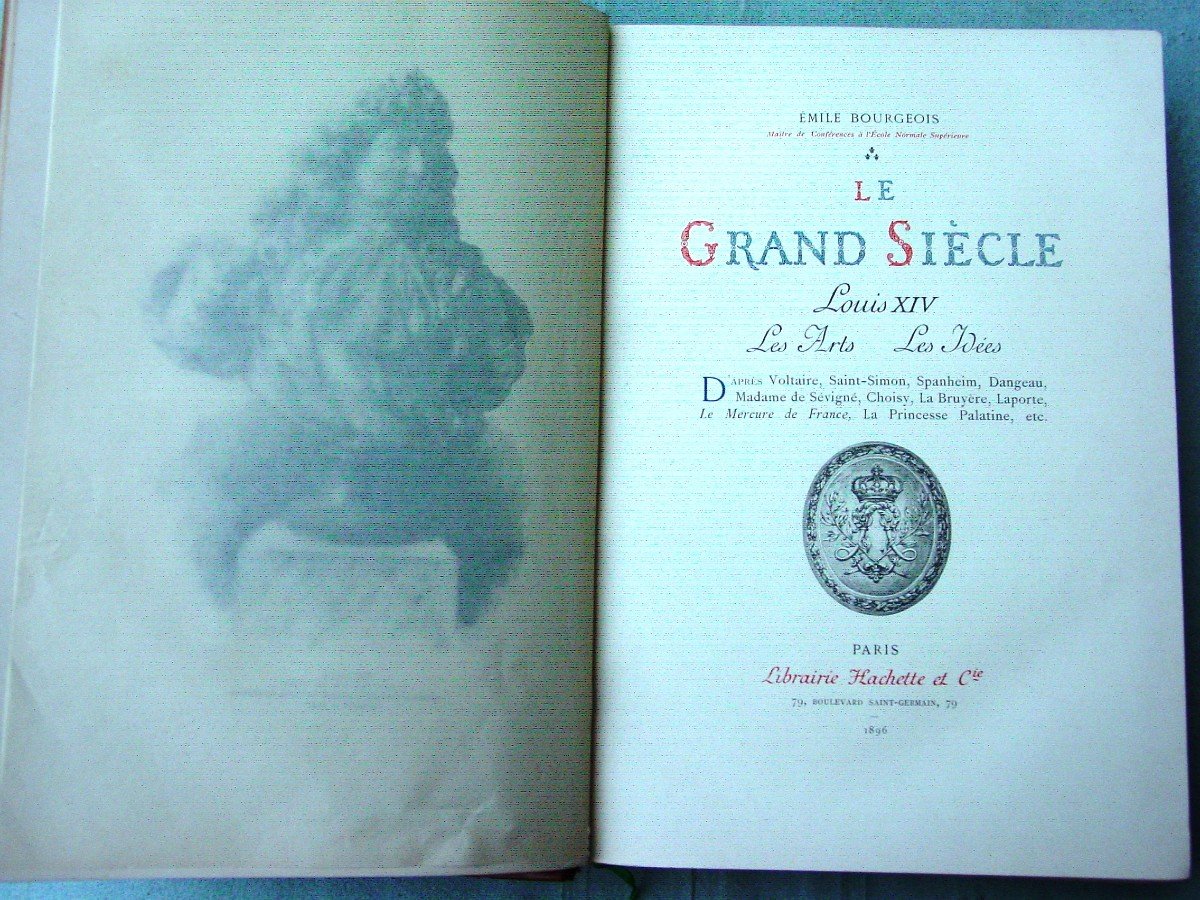 ÉMILE BOURGEOIS
Maître de Conférences à l'École Normale Supérieure
LE
GRAND SIÈCLE
Louis XIV
Les Arts Les Idées
D'APRÈS Voltaire, Saint-Simon, Spanheim, Dangeau,
Madame de Sévigné, Choisy, La Bruyère, Laporte,
Le Mercure de France, La Princesse Palatine, etc.
PARIS
Librairie Hachette et Cie
79, BOULEVARD SAINT-GERMAIN, 79
1896